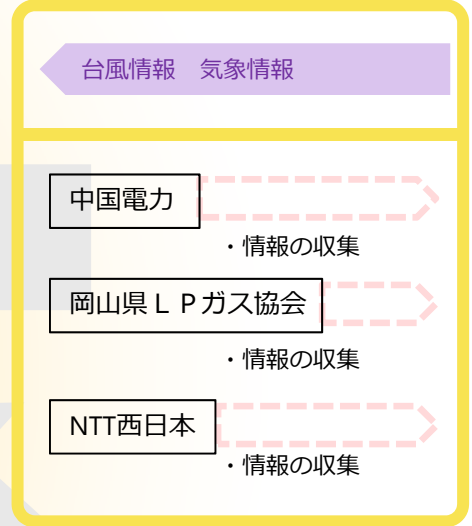 台風情報　気象情報
中国電力
・情報の収集
岡山県ＬＰガス協会
・情報の収集
NTT西日本
・情報の収集